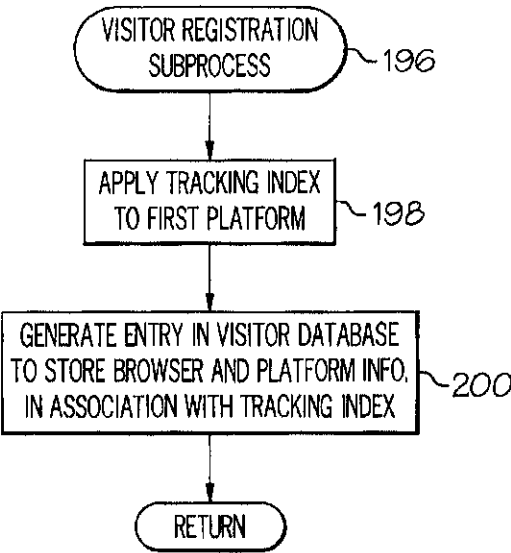 VISITOR REGISTRATION
SUBPROCESS
196
APPLY TRACKING INDEX
TO FIRST PLATFORM
198
GENERATE ENTRY IN VISITOR DATABASE
TO STORE BROWSER AND PLATFORM INFO.
IN ASSOCIATION WITH TRACKING INDEX
200
RETURN